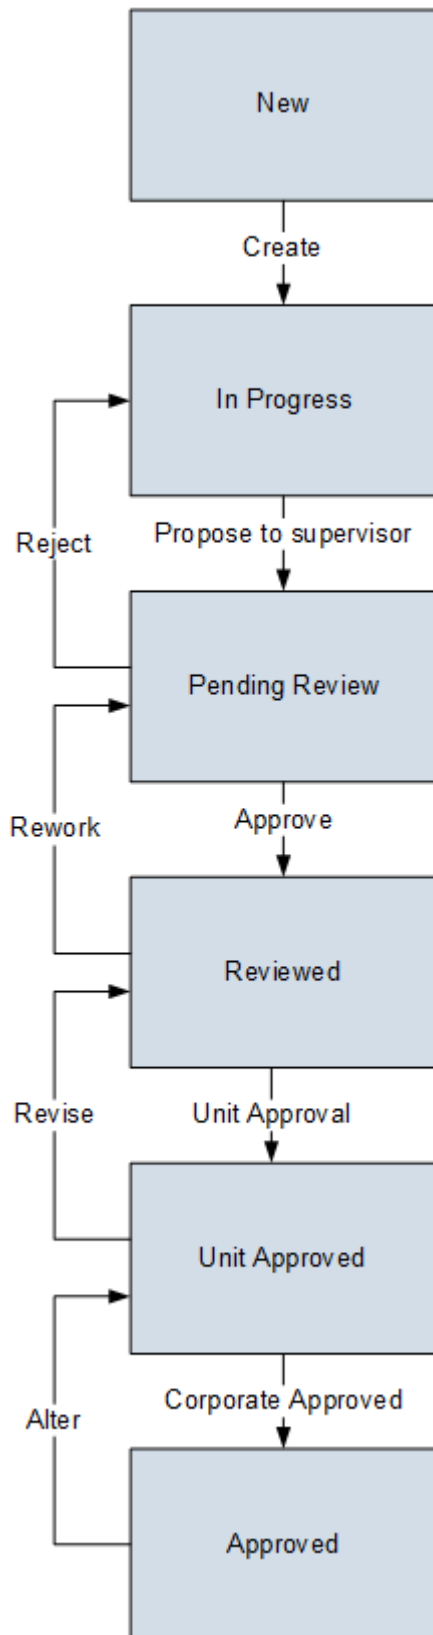 New
Create
In Progress
Reject
Propose to supervisor
Pending Review
Rework
Approve
Reviewed
Revise
Unit Approval
Unit Approved
Corporate Approved
Alter
Approved